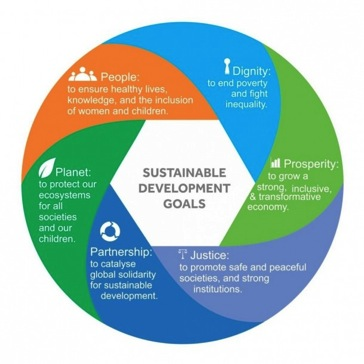 People:
to ensure healthy lives,
knowledge, and the inclusion
of women and children.
Dignity:
to end poverty
and fight
inequality.
Prosperity:
to grow a
strong, inclusive,
& transformative
economy.
Justice:
to promote safe and peaceful
societies, and strong
institutions.
Partnership:
to catalyse
global solidarity
for sustainable
development.
Planet:
to protect our
ecosystems
for all
societies
and our
children.
SUSTAINABLE
DEVELOPMENT
GOALS